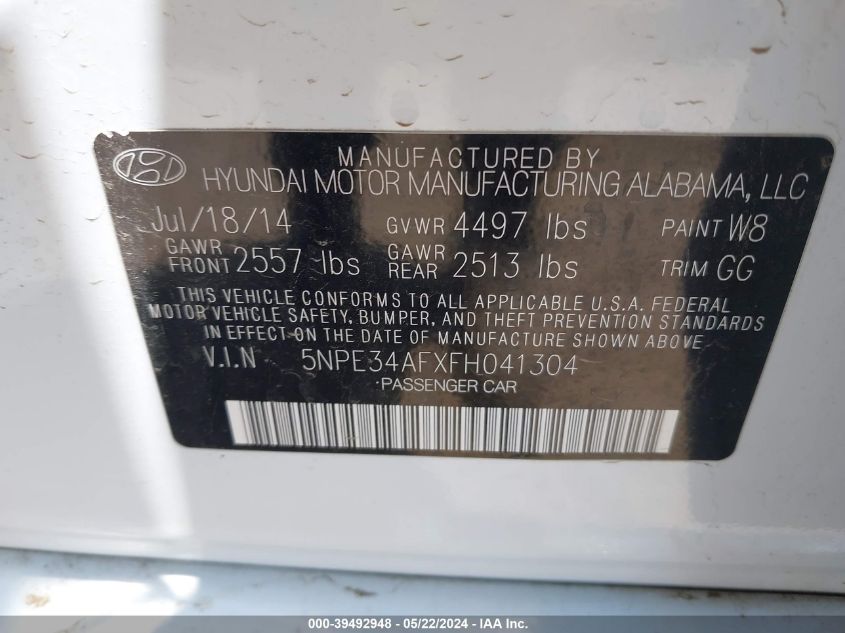 MANUFACTURED BY
HYUNDAI MOTOR MANUFACTURING ALABAMA, LLC
Jul/18/14 GVWR 4497 lbs PAINT W8
GAWR FRONT 2557 lbs GAWR REAR 2513 lbs TRIM GG
THIS VEHICLE CONFORMS TO ALL APPLICABLE U.S.A. FEDERAL
MOTOR VEHICLE SAFETY, BUMPER, AND THEFT PREVENTION STANDARDS
IN EFFECT ON THE DATE OF MANUFACTURE SHOWN ABOVE
V.I.N 5NPE34AFXFH041304
PASSENGER CAR
000-39492948 - 05/22/2024 - IAA Inc.